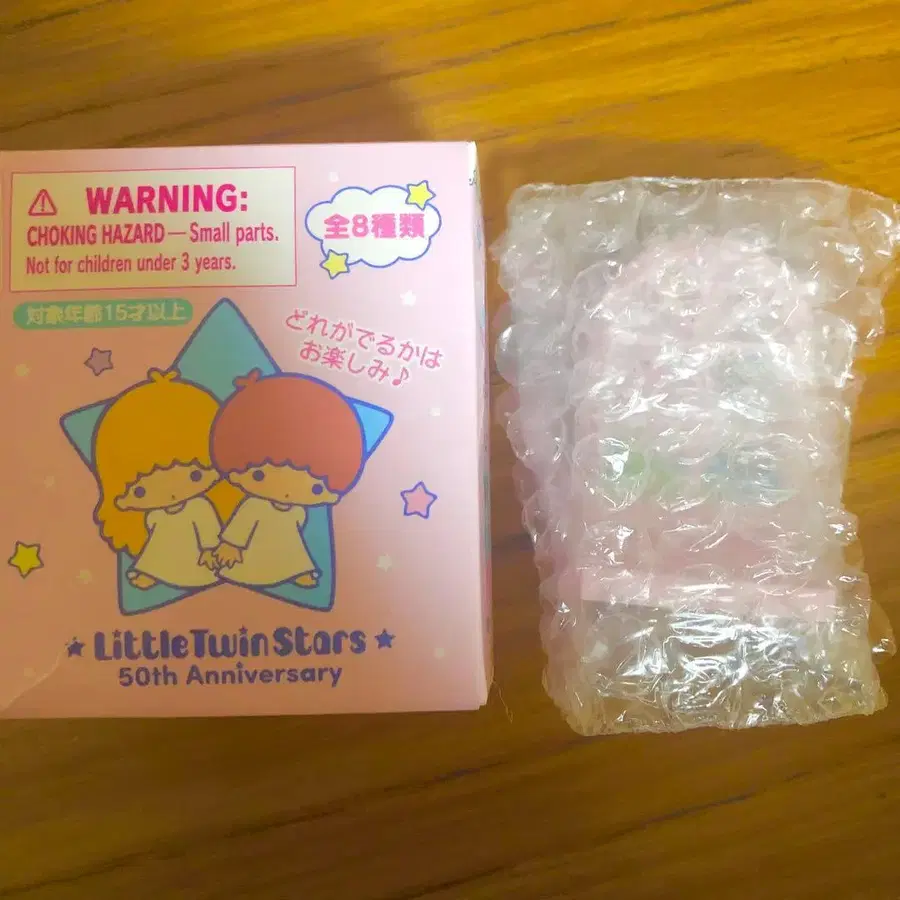 WARNING:
CHOKING HAZARD — Small parts.
Not for children under 3 years.
全8種類
対象年齢15才以上
どれがでるかは
お楽しみ♪
LittleTwinStars
50th Anniversary